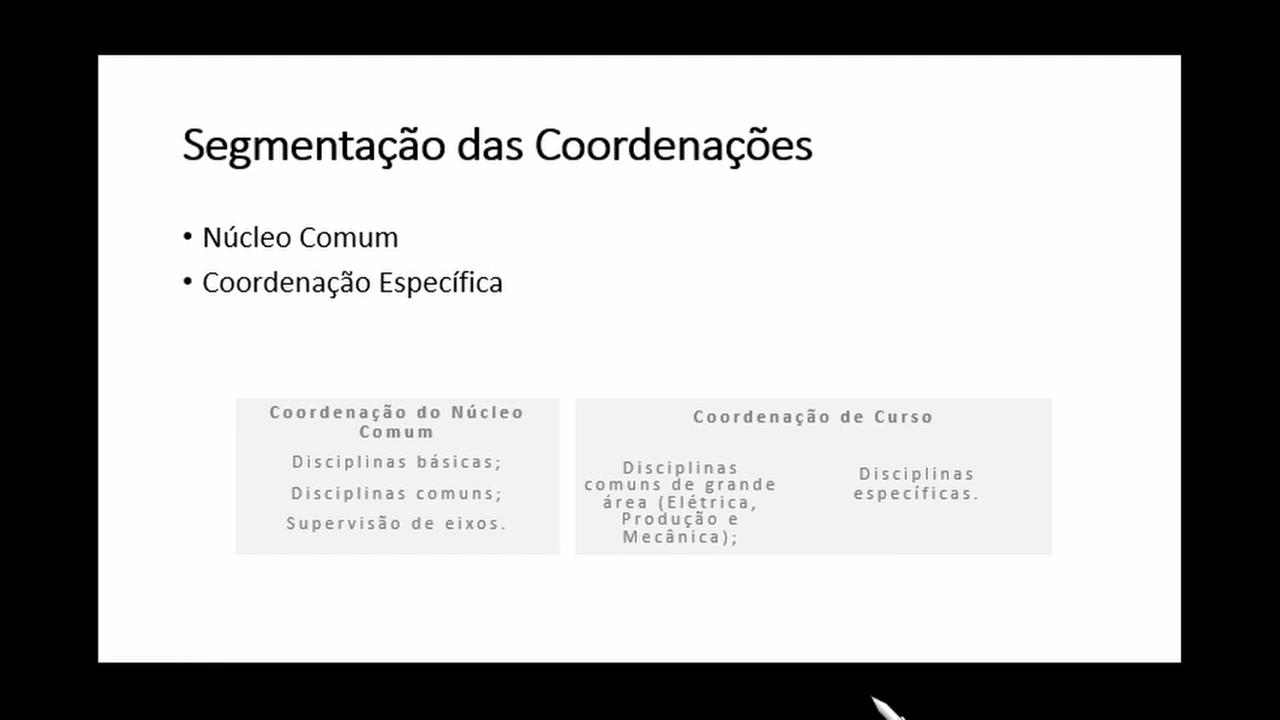 Segmentação das Coordenações
• Núcleo Comum
• Coordenação Específica
Coordenação do Núcleo
Comum
Disciplinas básicas;
Disciplinas comuns;
Supervisão de eixos.
Coordenação de Curso
Disciplinas
comuns de grande
área (Elétrica,
Produção e
Mecânica);
Disciplinas
específicas.